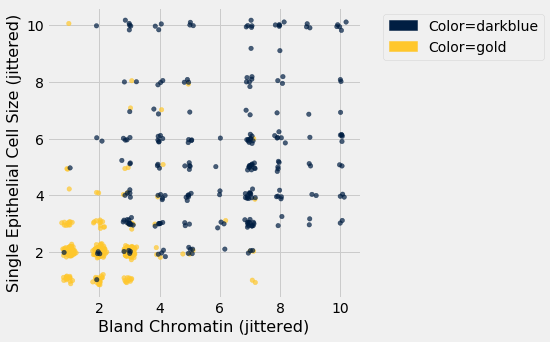 10
8
6
4
2
Single Epithelial Cell Size (jittered)
2 4 6 8 10
Bland Chromatin (jittered)
Color=darkblue
Color=gold